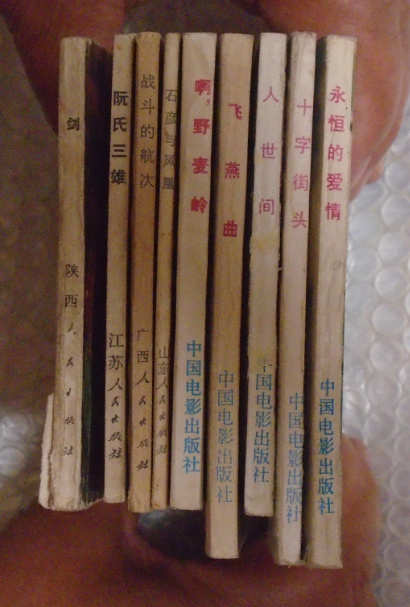 剑
陕西人民出版社
阮氏三雄
江苏人民出版社
战斗的航次
广西人民出版社
石彦与凤凰
山东人民出版社
啊，野麦岭
中国电影出版社
飞燕曲
中国电影出版社
人世间
中国电影出版社
十字街头
中国电影出版社
永恒的爱情
中国电影出版社